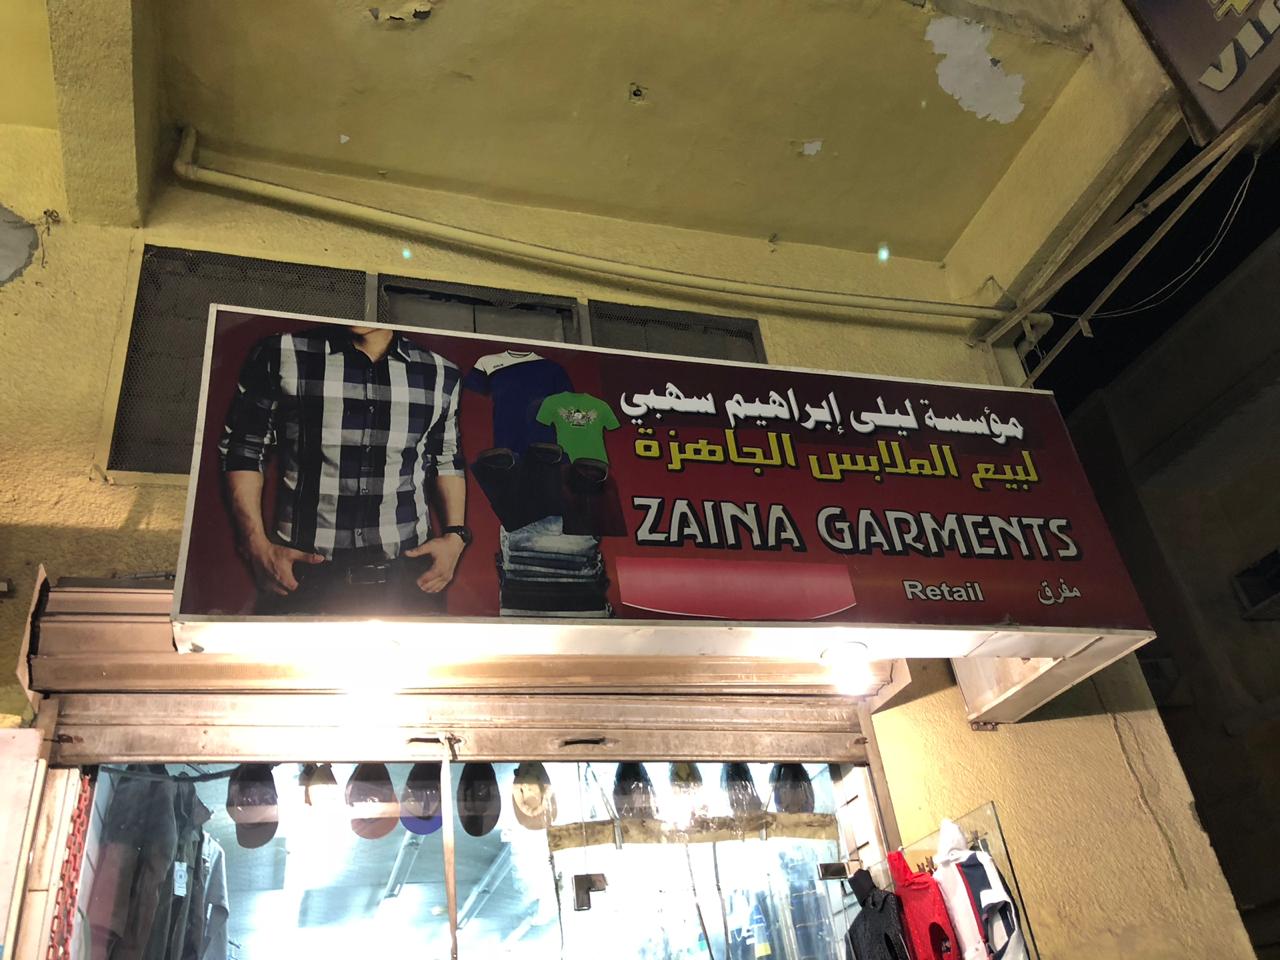 مؤسسة ليلى إبراهيم سهبي
لبيع الملابس الجاهزة
ZAINA GARMENTS
Retail مفرق